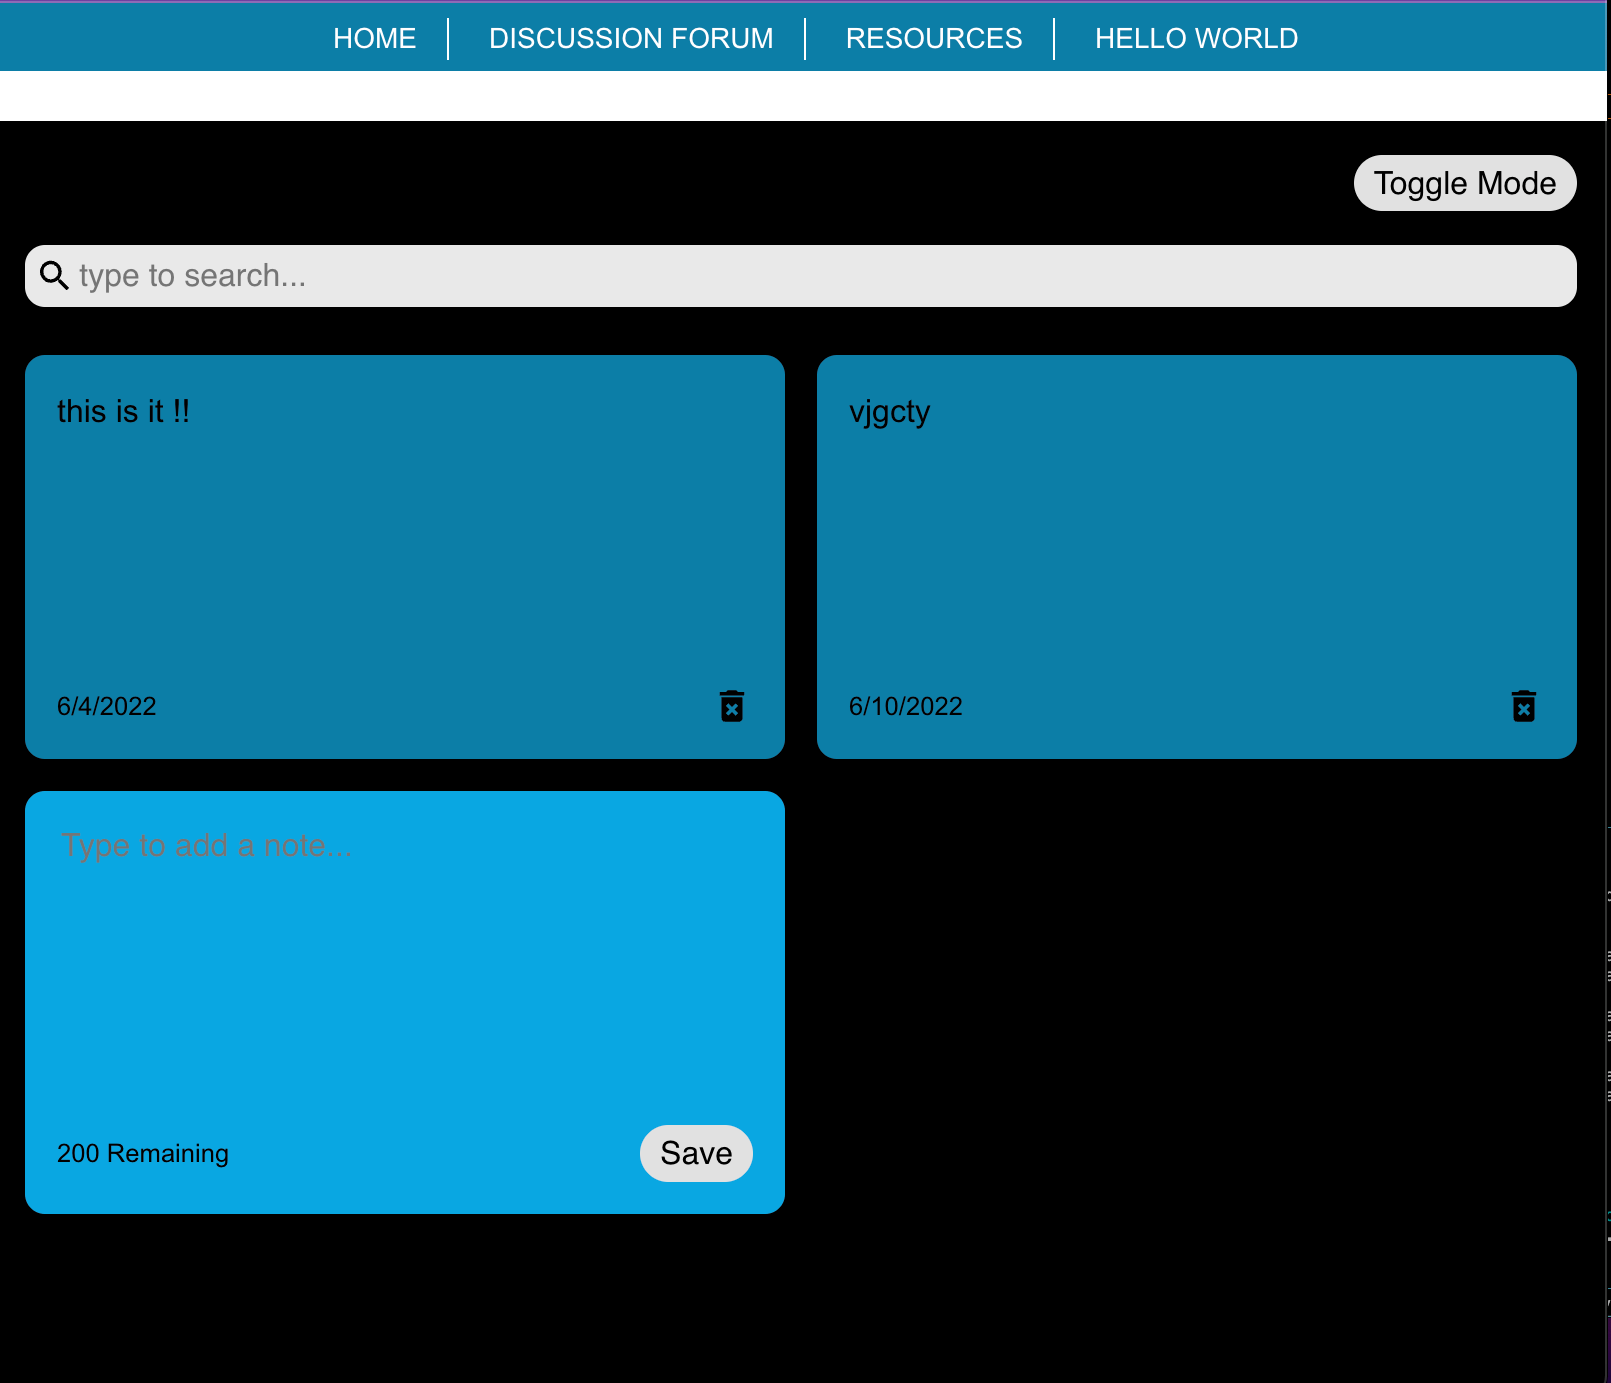 HOME DISCUSSION FORUM RESOURCES HELLO WORLD
Toggle Mode
type to search...
this is it !!
6/4/2022
vjgcty
6/10/2022
Type to add a note...
200 Remaining
Save